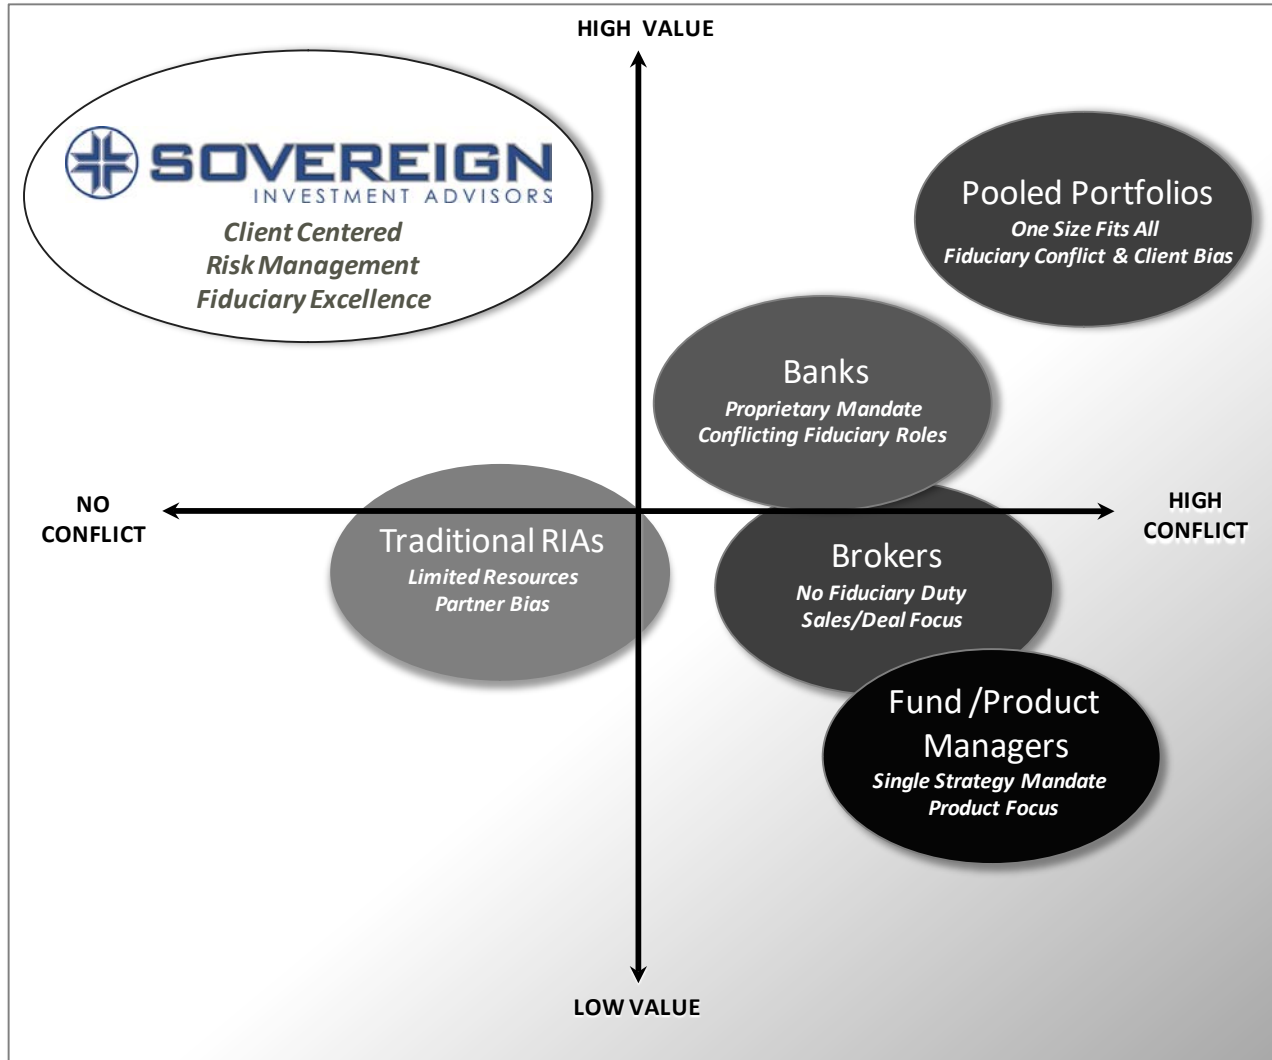 HIGH VALUE
SOVEREIGN
INVESTMENT ADVISORS
Client Centered
Risk Management
Fiduciary Excellence
Pooled Portfolios
One Size Fits All
Fiduciary Conflict & Client Bias
Banks
Proprietary Mandate
Conflicting Fiduciary Roles
NO
CONFLICT
HIGH
CONFLICT
Traditional RIAs
Limited Resources
Partner Bias
Brokers
No Fiduciary Duty
Sales/Deal Focus
Fund /Product
Managers
Single Strategy Mandate
Product Focus
LOW VALUE